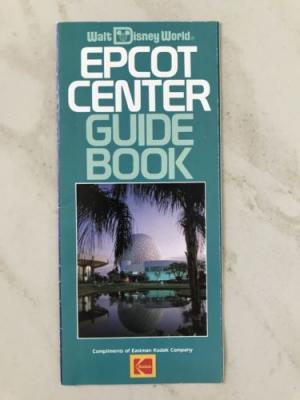 Walt Disney World®
EPCOT
CENTER
GUIDE
BOOK
Compliments of Eastman Kodak Company
Kodak